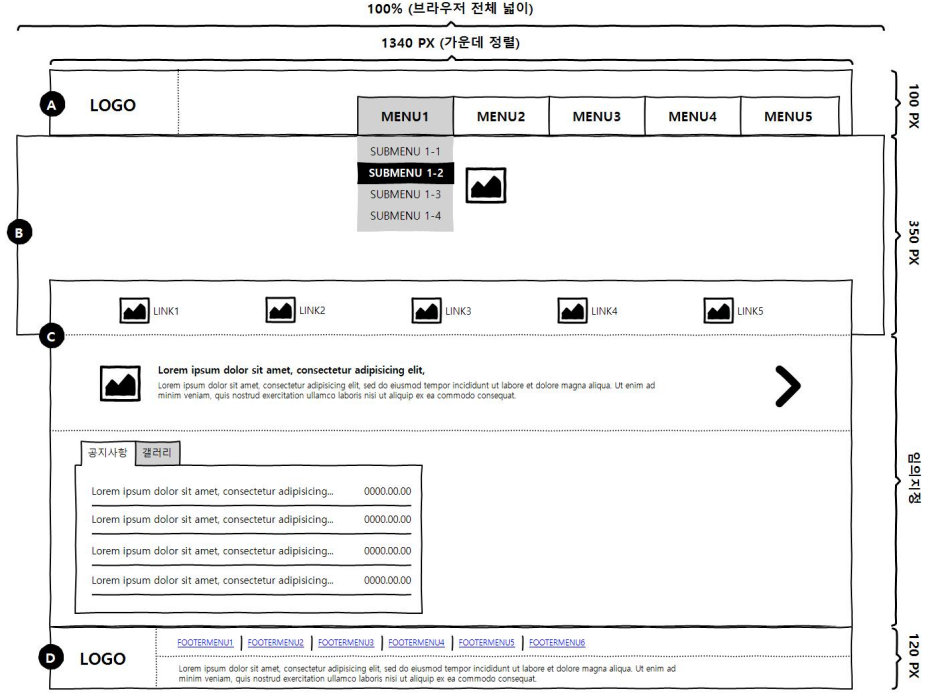 100% (브라우저 전체 넓이)
1340 PX (가운데 정렬)
A
LOGO
MENU1
MENU2
MENU3
MENU4
MENU5
100 PX
SUBMENU 1-1
SUBMENU 1-2
SUBMENU 1-3
SUBMENU 1-4
B
350 PX
LINK1
LINK2
LINK3
LINK4
LINK5
C
Lorem ipsum dolor sit amet, consectetur adipisicing elit,
Lorem ipsum dolor sit amet, consectetur adipisicing elit, sed do eiusmod tempor incididunt ut labore et dolore magna aliqua. Ut enim ad
minim veniam, quis nostrud exercitation ullamco laboris nisi ut aliquip ex ea commodo consequat.
공지사항
갤러리
Lorem ipsum dolor sit amet, consectetur adipisicing... 0000.00.00
Lorem ipsum dolor sit amet, consectetur adipisicing... 0000.00.00
Lorem ipsum dolor sit amet, consectetur adipisicing... 0000.00.00
Lorem ipsum dolor sit amet, consectetur adipisicing... 0000.00.00
임의지정
D
LOGO
FOOTERMENU1 | FOOTERMENU2 | FOOTERMENU3 | FOOTERMENU4 | FOOTERMENU5 | FOOTERMENU6
Lorem ipsum dolor sit amet, consectetur adipisicing elit, sed do eiusmod tempor incididunt ut labore et dolore magna aliqua. Ut enim ad
minim veniam, quis nostrud exercitation ullamco laboris nisi ut aliquip ex ea commodo consequat.
120 PX